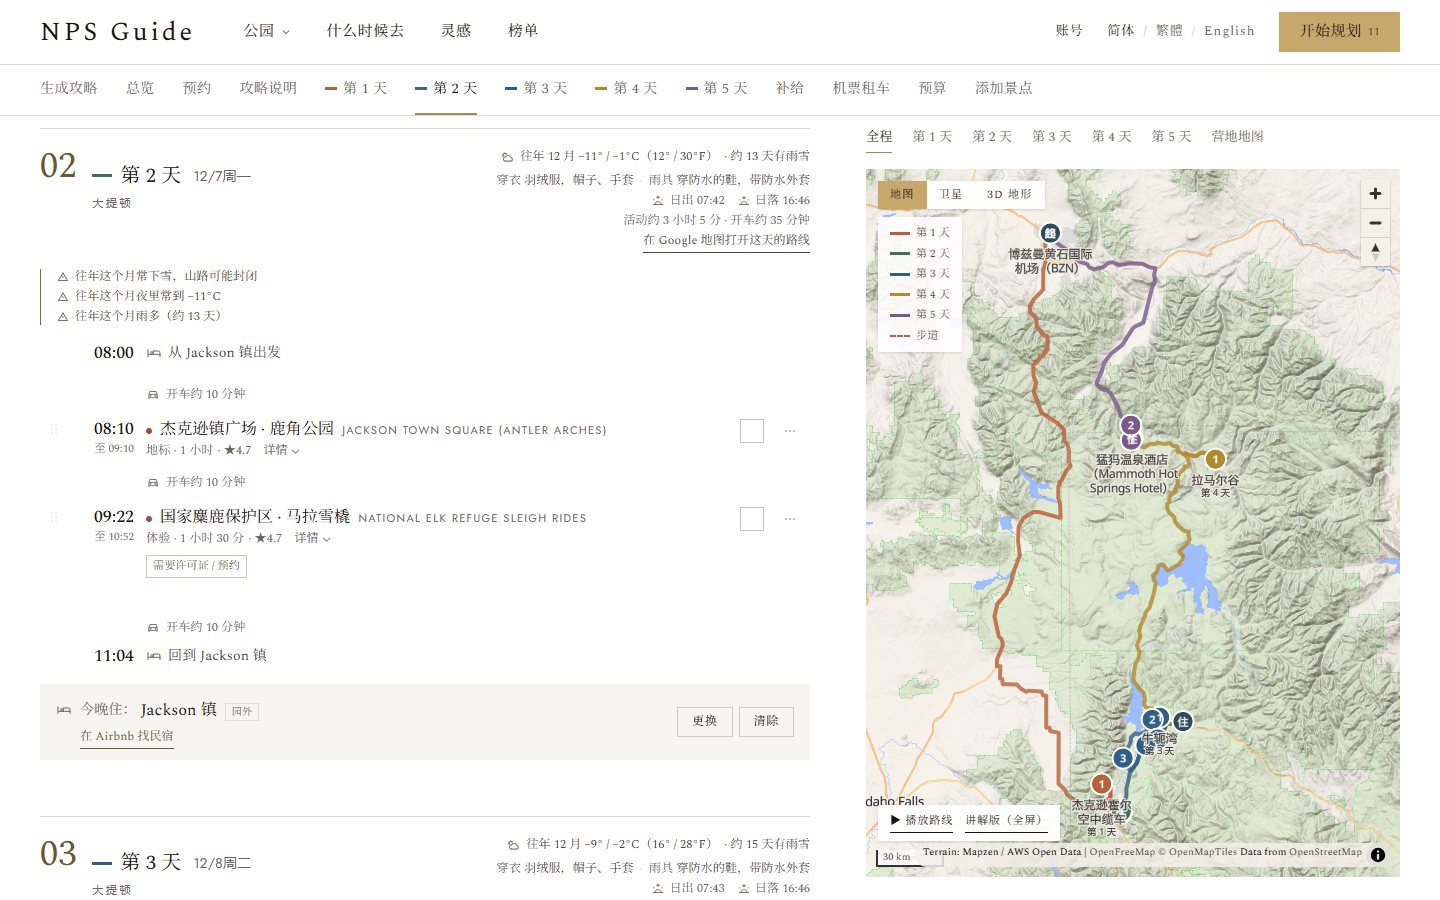 NPS Guide
公园
什么时候去
灵感
榜单
账号
简体 / 繁體 / English
开始规划 11
生成攻略
总览
预约
攻略说明
第 1 天
第 2 天
第 3 天
第 4 天
第 5 天
补给
机票租车
预算
添加景点
02
第 2 天 12/7周一
大提顿
往年 12 月 −11° / −1°C（12° / 30°F） · 约 13 天有雨雪
穿衣 羽绒服，帽子、手套 · 雨具 穿防水的鞋，带防水外套
日出 07:42 日落 16:46
活动约 3 小时 5 分 · 开车约 35 分钟
在 Google 地图打开这天的路线
往年这个月常下雪，山路可能封闭
往年这个月夜里常到 −11°C
往年这个月雨多（约 13 天）
08:00 从 Jackson 镇出发
开车约 10 分钟
08:10 杰克逊镇广场 · 鹿角公园 JACKSON TOWN SQUARE (ANTLER ARCHES)
至 09:10 地标 · 1 小时 · ★4.7 详情
开车约 10 分钟
09:22 国家麋鹿保护区 · 马拉雪橇 NATIONAL ELK REFUGE SLEIGH RIDES
至 10:52 体验 · 1 小时 30 分 · ★4.7 详情
需要许可证 / 预约
开车约 10 分钟
11:04 回到 Jackson 镇
今晚住： Jackson 镇 园外
在 Airbnb 找民宿
更换
清除
03
第 3 天 12/8周二
大提顿
往年 12 月 −9° / −2°C（16° / 28°F） · 约 15 天有雨雪
穿衣 羽绒服，帽子、手套 · 雨具 穿防水的鞋，带防水外套
日出 07:43 日落 16:46
全程
第 1 天
第 2 天
第 3 天
第 4 天
第 5 天
营地地图
地图
卫星
3D 地形
第 1 天
第 2 天
第 3 天
第 4 天
第 5 天
步道
博兹曼黄石国际
机场（BZN）
2
住
猛犸温泉酒店
（Mammoth Hot
Springs Hotel）
1
拉马尔谷
第 4 天
2
住
牛轭湾
第 3 天
3
1
杰克逊霍尔
空中缆车
第 1 天
daho Falls
播放路线
讲解版（全屏）
30 km
Terrain: Mapzen / AWS Open Data | OpenFreeMap © OpenMapTiles Data from OpenStreetMap